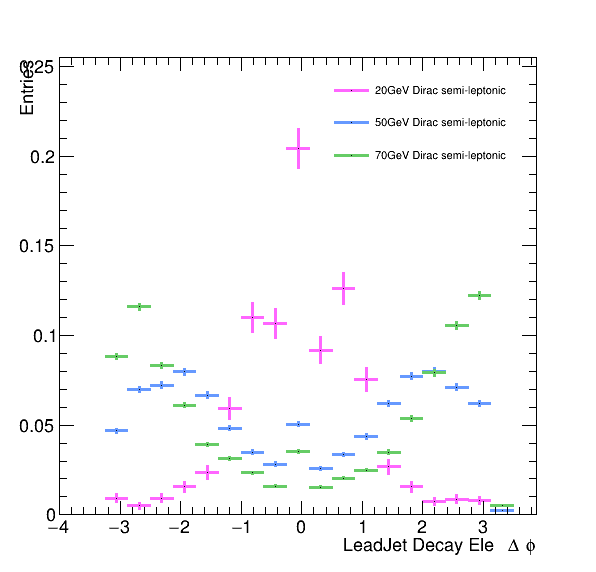 Entries
0.25
0.2
0.15
0.1
0.05
0
20GeV Dirac semi-leptonic
50GeV Dirac semi-leptonic
70GeV Dirac semi-leptonic
−4 −3 −2 −1 0 1 2 3
LeadJet Decay Ele Δ ϕ